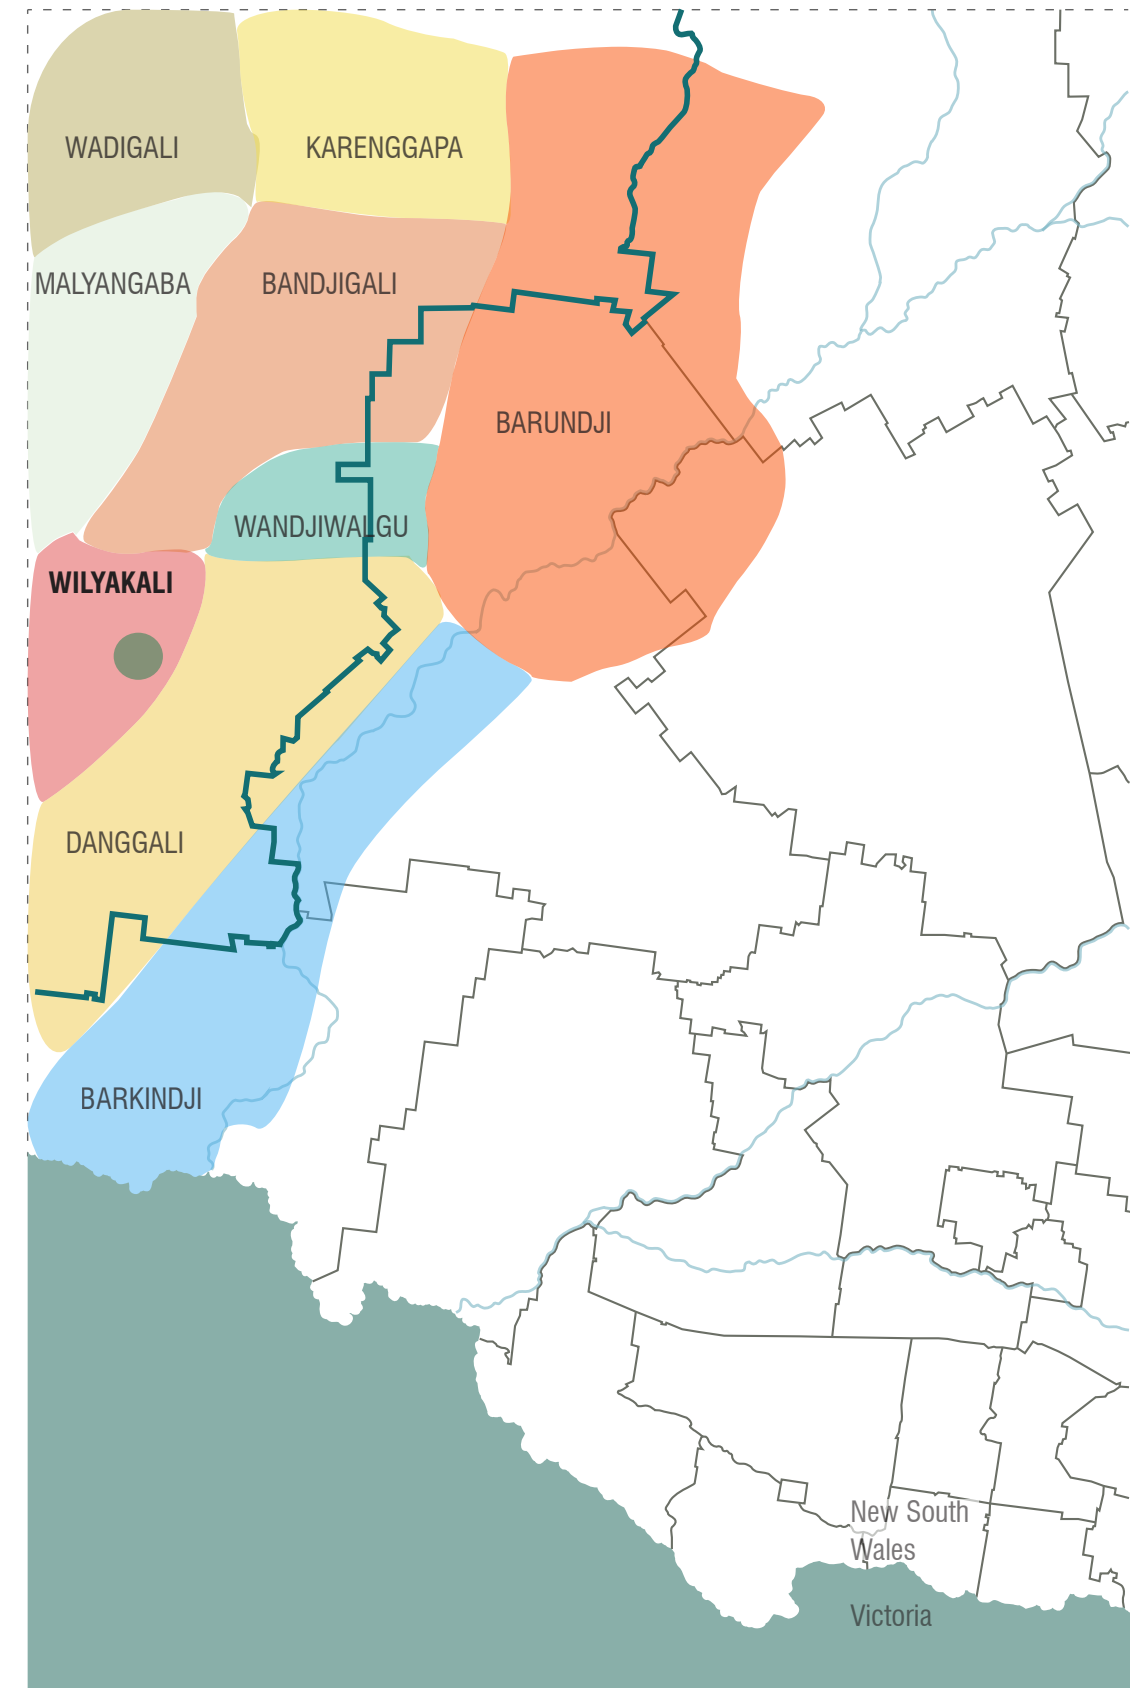 WADIGALI
KARENGGAPA
MALYANGABA
BANDJIGALI
BARUNDJI
WANDJIWALGU
WILYAKALI
DANGGALI
BARKINDJI
New South
Wales
Victoria